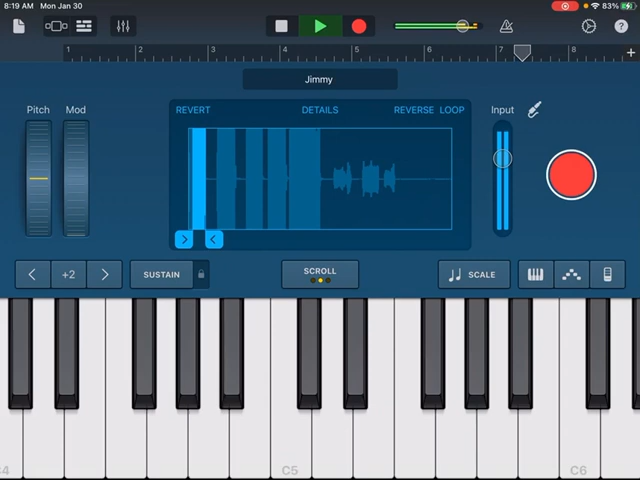 8:19 AM Mon Jan 30
83%
1 2 3 4 5 6 7 8 +
Jimmy
Pitch Mod
REVERT DETAILS REVERSE LOOP
Input
+2
SUSTAIN
SCROLL
SCALE
C5 C6